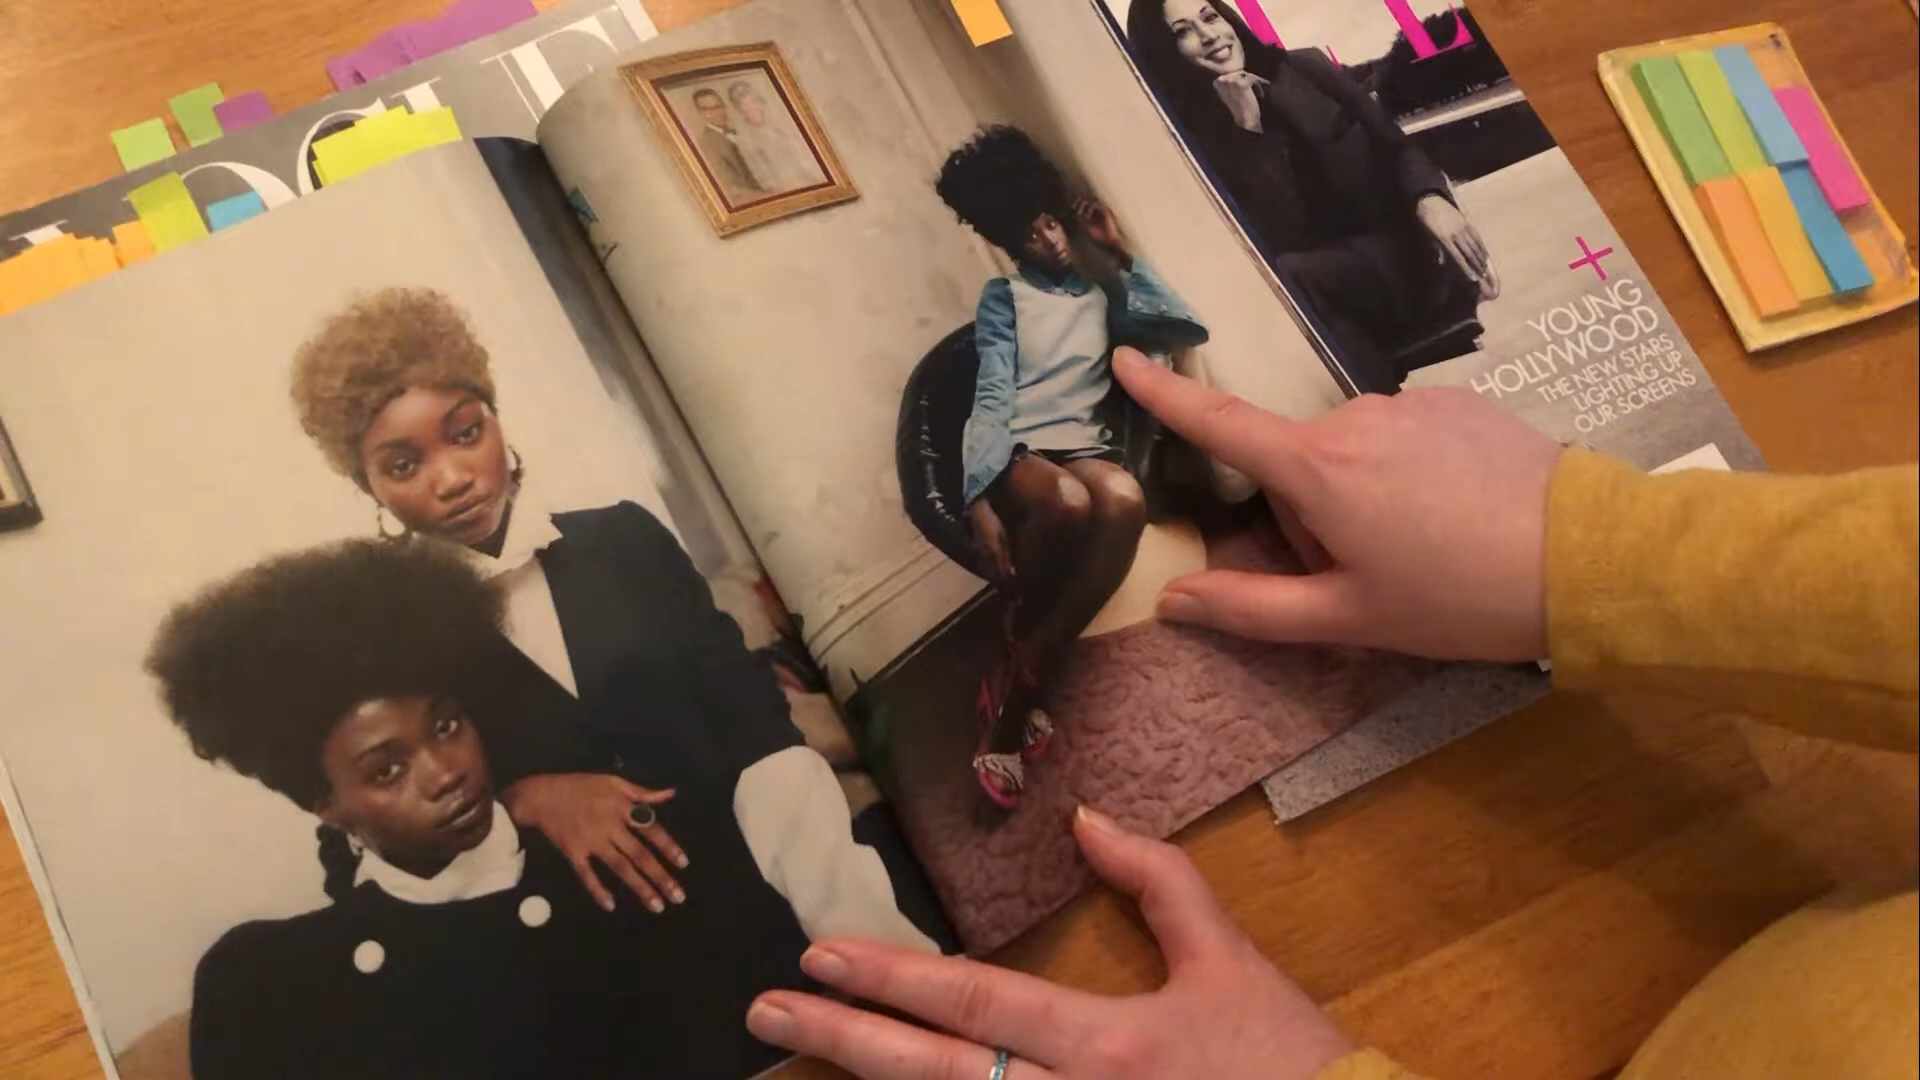 +
YOUNG
HOLLYWOOD
THE NEW STARS
LIGHTING UP
OUR SCREENS